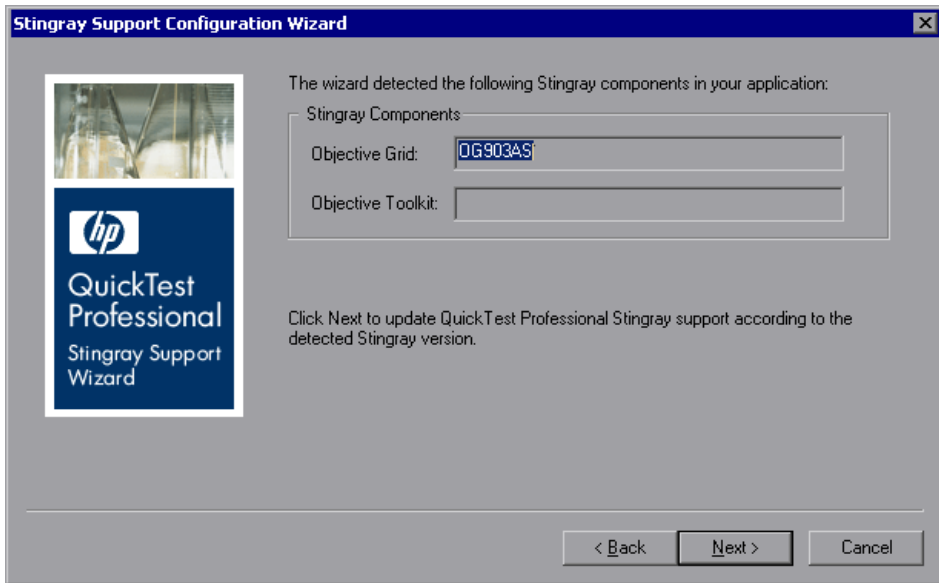 Stingray Support Configuration Wizard
The wizard detected the following Stingray components in your application:
Stingray Components
Objective Grid:
OG903AS
Objective Toolkit:
hp
QuickTest
Professional
Stingray Support
Wizard
Click Next to update QuickTest Professional Stingray support according to the
detected Stingray version.
< Back
Next >
Cancel